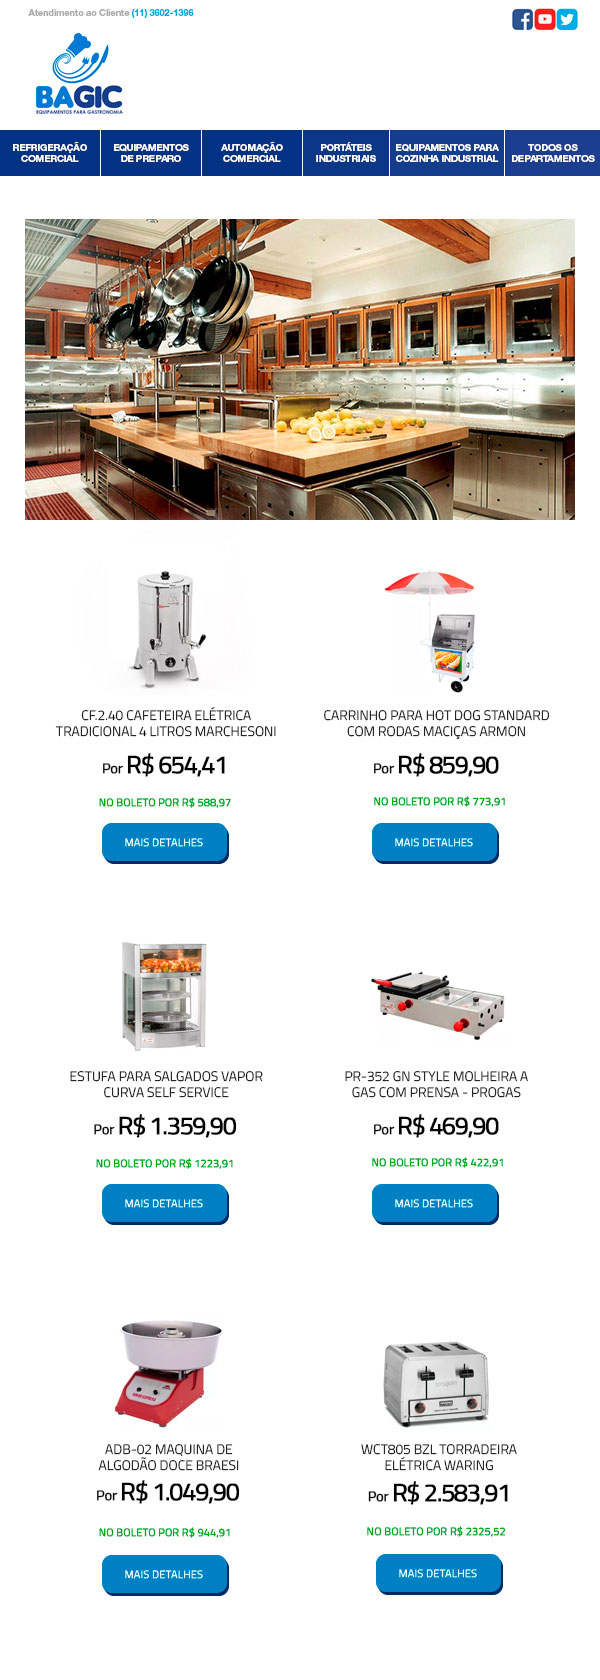 Atendimento ao Cliente (11) 3602-1396
BAGIC
EQUIPAMENTOS PARA GASTRONOMIA
REFRIGERAÇÃO
COMERCIAL
EQUIPAMENTOS
DE PREPARO
AUTOMAÇÃO
COMERCIAL
PORTÁTEIS
INDUSTRIAIS
EQUIPAMENTOS PARA
COZINHA INDUSTRIAL
TODOS OS
DEPARTAMENTOS
CF.2.40 CAFETEIRA ELÉTRICA
TRADICIONAL 4 LITROS MARCHESONI
Por R$ 654,41
NO BOLETO POR R$ 588,97
MAIS DETALHES
CARRINHO PARA HOT DOG STANDARD
COM RODAS MACIÇAS ARMON
Por R$ 859,90
NO BOLETO POR R$ 773,91
MAIS DETALHES
ESTUFA PARA SALGADOS VAPOR
CURVA SELF SERVICE
Por R$ 1.359,90
NO BOLETO POR R$ 1223,91
MAIS DETALHES
PR-352 GN STYLE MOLHEIRA A
GAS COM PRENSA - PROGAS
Por R$ 469,90
NO BOLETO POR R$ 422,91
MAIS DETALHES
ADB-02 MAQUINA DE
ALGODÃO DOCE BRAESI
Por R$ 1.049,90
NO BOLETO POR R$ 944,91
MAIS DETALHES
WCT805 BZL TORRADEIRA
ELÉTRICA WARING
Por R$ 2.583,91
NO BOLETO POR R$ 2325,52
MAIS DETALHES